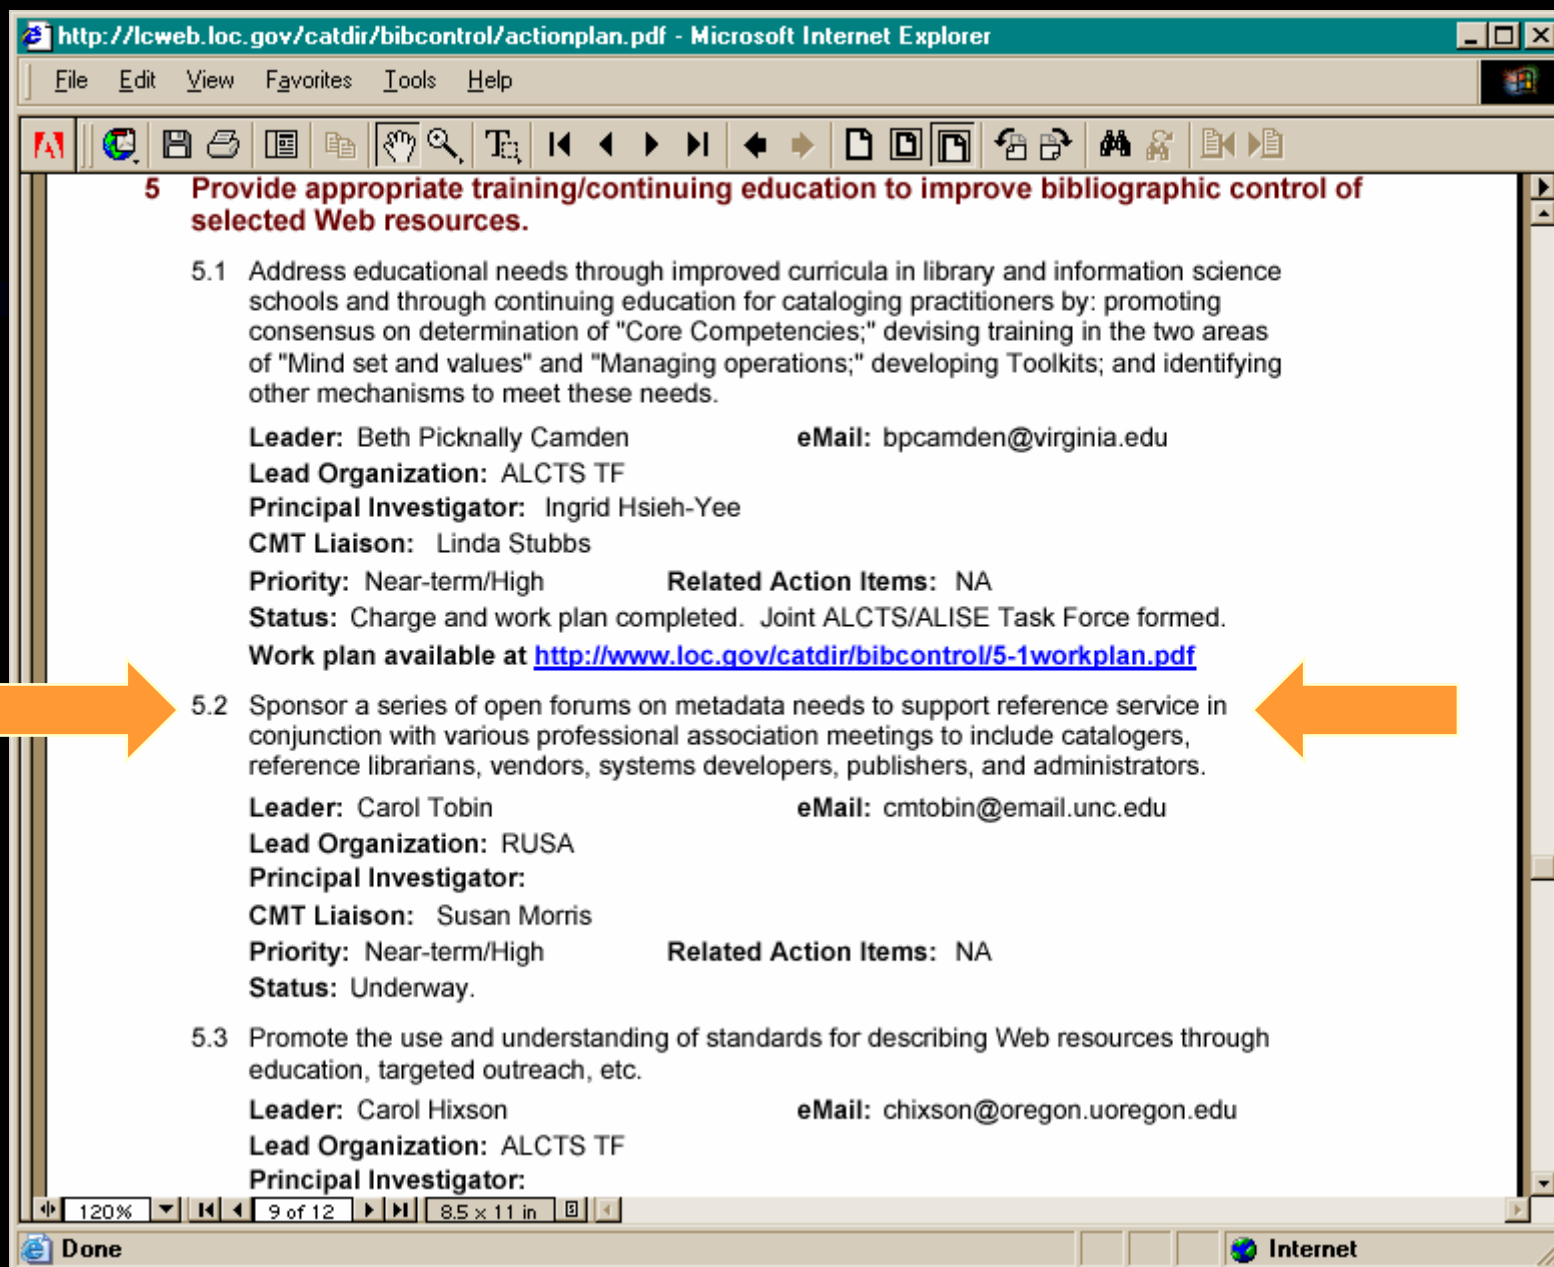 http://lcweb.loc.gov/catdir/bibcontrol/actionplan.pdf - Microsoft Internet Explorer
File Edit View Favorites Tools Help
5 Provide appropriate training/continuing education to improve bibliographic control of
selected Web resources.
5.1 Address educational needs through improved curricula in library and information science
schools and through continuing education for cataloging practitioners by: promoting
consensus on determination of "Core Competencies;" devising training in the two areas
of "Mind set and values" and "Managing operations;" developing Toolkits; and identifying
other mechanisms to meet these needs.
Leader: Beth Picknally Camden eMail: bpcamden@virginia.edu
Lead Organization: ALCTS TF
Principal Investigator: Ingrid Hsieh-Yee
CMT Liaison: Linda Stubbs
Priority: Near-term/High Related Action Items: NA
Status: Charge and work plan completed. Joint ALCTS/ALISE Task Force formed.
Work plan available at http://www.loc.gov/catdir/bibcontrol/5-1workplan.pdf
5.2 Sponsor a series of open forums on metadata needs to support reference service in
conjunction with various professional association meetings to include catalogers,
reference librarians, vendors, systems developers, publishers, and administrators.
Leader: Carol Tobin eMail: cmtobin@email.unc.edu
Lead Organization: RUSA
Principal Investigator:
CMT Liaison: Susan Morris
Priority: Near-term/High Related Action Items: NA
Status: Underway.
5.3 Promote the use and understanding of standards for describing Web resources through
education, targeted outreach, etc.
Leader: Carol Hixson eMail: chixson@oregon.uoregon.edu
Lead Organization: ALCTS TF
Principal Investigator:
120% 9 of 12 8.5 x 11 in
Done Internet